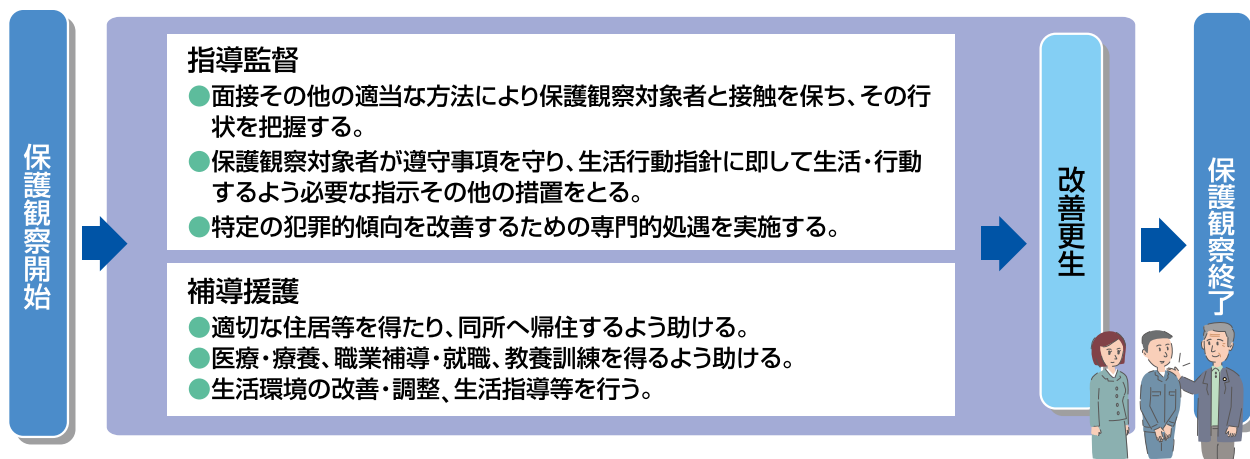 保護観察開始
指導監督
●面接その他の適当な方法により保護観察対象者と接触を保ち、その行
状を把握する。
●保護観察対象者が遵守事項を守り、生活行動指針に即して生活・行動
するよう必要な指示その他の措置をとる。
●特定の犯罪的傾向を改善するための専門的処遇を実施する。
補導援護
●適切な住居等を得たり、同所へ帰住するよう助ける。
●医療・療養、職業補導・就職、教養訓練を得るよう助ける。
●生活環境の改善・調整、生活指導等を行う。
改善更生
保護観察終了